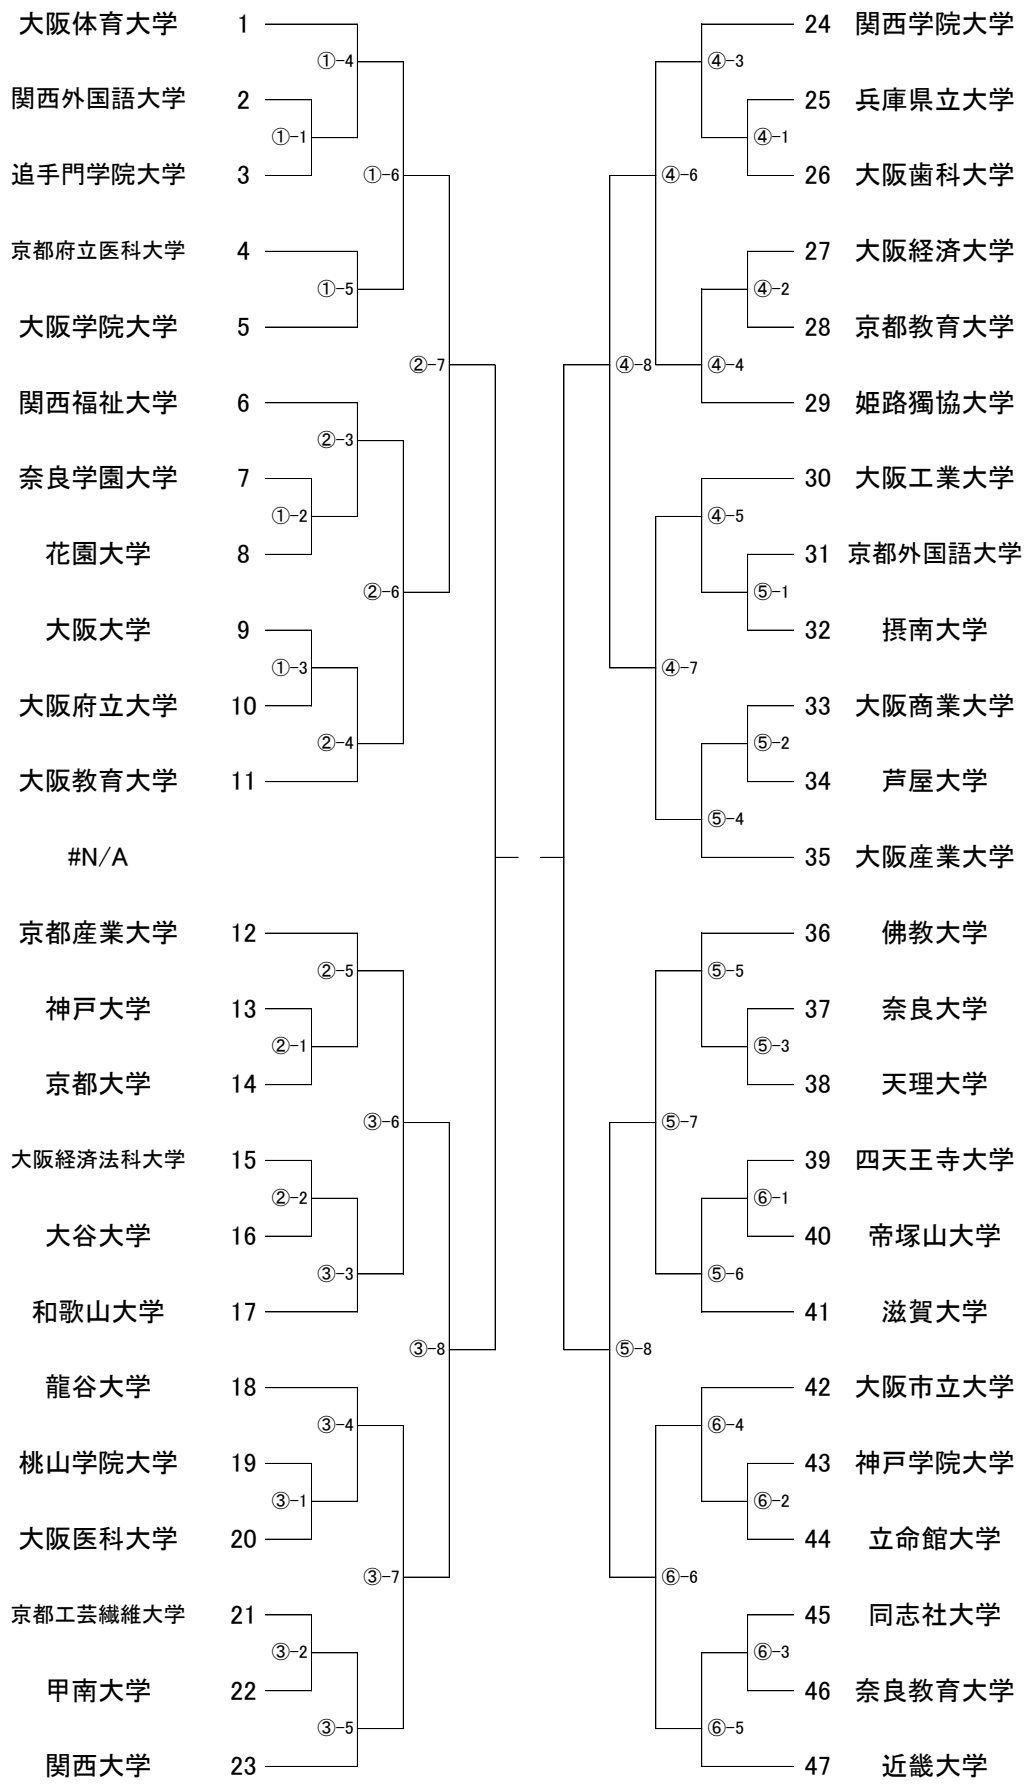 大阪体育大学 1
①-4
関西外国語大学 2
①-1
追手門学院大学 3
①-6
京都府立医科大学 4
①-5
大阪学院大学 5
②-7
関西福祉大学 6
②-3
奈良学園大学 7
①-2
花園大学 8
②-6
大阪大学 9
①-3
大阪府立大学 10
②-4
大阪教育大学 11
#N/A
京都産業大学 12
②-5
神戸大学 13
②-1
京都大学 14
③-6
大阪経済法科大学 15
②-2
大谷大学 16
③-3
和歌山大学 17
③-8
龍谷大学 18
③-4
桃山学院大学 19
③-1
大阪医科大学 20
③-7
京都工芸繊維大学 21
③-2
甲南大学 22
③-5
関西大学 23
24 関西学院大学
④-3
25 兵庫県立大学
④-1
26 大阪歯科大学
④-6
27 大阪経済大学
④-2
28 京都教育大学
④-8
④-4
29 姫路獨協大学
30 大阪工業大学
④-5
31 京都外国語大学
⑤-1
32 摂南大学
④-7
33 大阪商業大学
⑤-2
34 芦屋大学
⑤-4
35 大阪産業大学
36 佛教大学
⑤-5
37 奈良大学
⑤-3
38 天理大学
⑤-7
39 四天王寺大学
⑥-1
40 帝塚山大学
⑤-6
41 滋賀大学
⑤-8
42 大阪市立大学
⑥-4
43 神戸学院大学
⑥-2
44 立命館大学
⑥-6
45 同志社大学
⑥-3
46 奈良教育大学
⑥-5
47 近畿大学